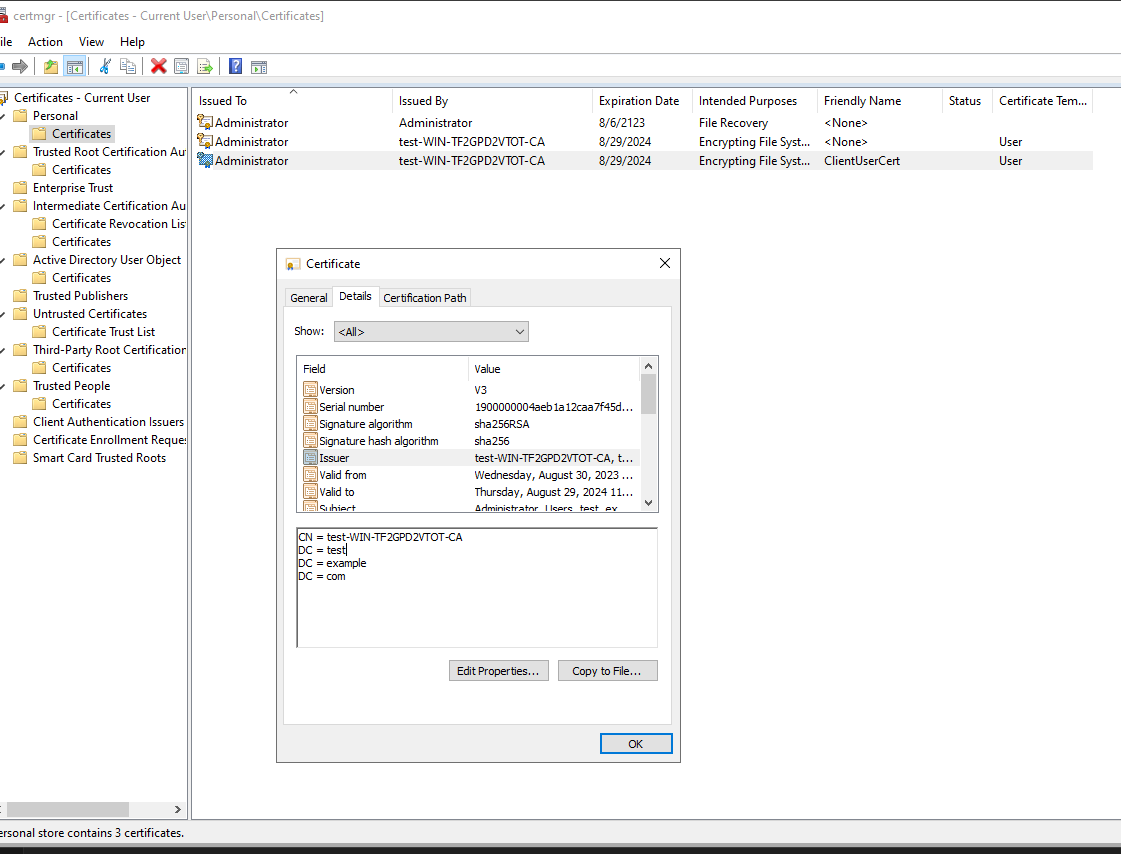 certmgr - [Certificates - Current User\Personal\Certificates]
ile Action View Help
Certificates - Current User
Personal
Certificates
Trusted Root Certification Au
Certificates
Enterprise Trust
Intermediate Certification Au
Certificate Revocation Lis
Certificates
Active Directory User Object
Certificates
Trusted Publishers
Untrusted Certificates
Certificate Trust List
Third-Party Root Certification
Certificates
Trusted People
Certificates
Client Authentication Issuers
Certificate Enrollment Reque
Smart Card Trusted Roots
Issued To Issued By Expiration Date Intended Purposes Friendly Name Status Certificate Tem...
Administrator Administrator 8/6/2123 File Recovery <None>
Administrator test-WIN-TF2GPD2VTOT-CA 8/29/2024 Encrypting File Syst... <None> User
Administrator test-WIN-TF2GPD2VTOT-CA 8/29/2024 Encrypting File Syst... ClientUserCert User
Certificate
General Details Certification Path
Show: <All>
Field Value
Version V3
Serial number 1900000004aeb1a12caa7f45d...
Signature algorithm sha256RSA
Signature hash algorithm sha256
Issuer test-WIN-TF2GPD2VTOT-CA, t...
Valid from Wednesday, August 30, 2023 ...
Valid to Thursday, August 29, 2024 11...
Subject Administrator, Users, test, ex...
CN = test-WIN-TF2GPD2VTOT-CA
DC = test
DC = example
DC = com
Edit Properties... Copy to File...
OK
ersonal store contains 3 certificates.